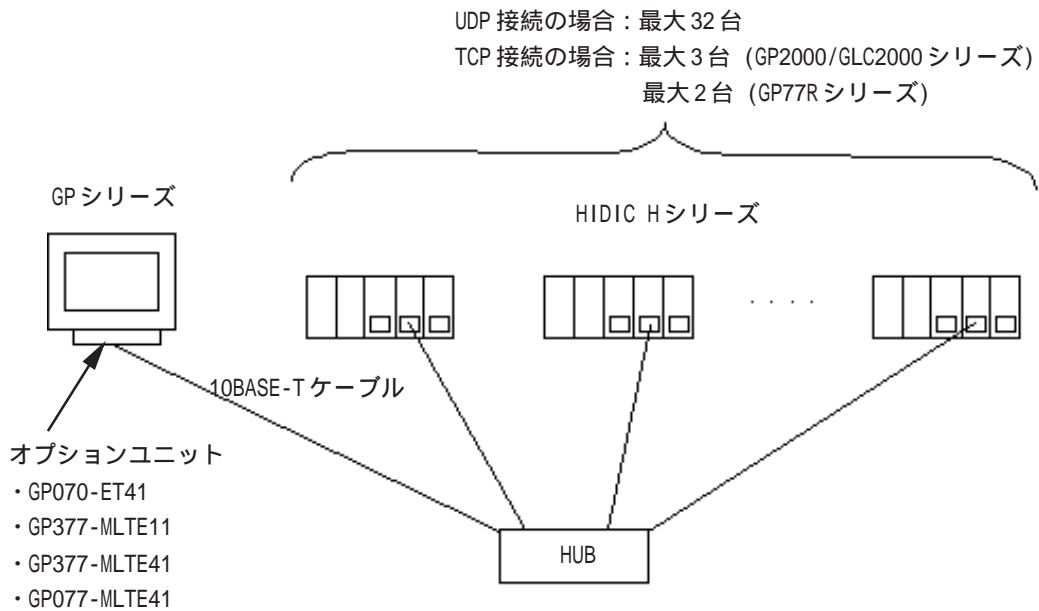 UDP 接続の場合：最大 32 台
TCP 接続の場合：最大 3 台 (GP2000/GLC2000 シリーズ)
最大 2 台 (GP77R シリーズ)
GP シリーズ
HIDIC H シリーズ
. . . .
10BASE-T ケーブル
オプションユニット
・GP070-ET41
・GP377-MLTE11
・GP377-MLTE41
・GP077-MLTE41
HUB